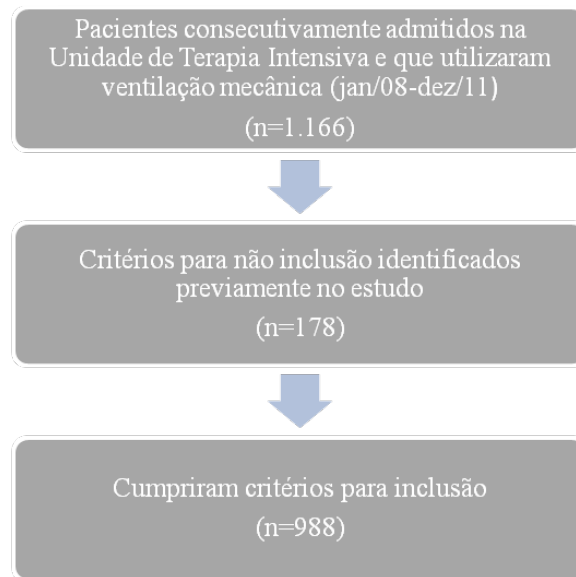 Pacientes consecutivamente admitidos na
Unidade de Terapia Intensiva e que utilizaram
ventilação mecânica (jan/08-dez/11)
(n=1.166)
Critérios para não inclusão identificados
previamente no estudo
(n=178)
Cumpriram critérios para inclusão
(n=988)